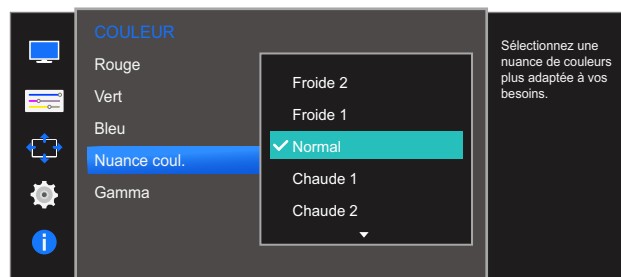 COULEUR
Rouge
Vert
Bleu
Nuance coul.
Gamma
Froide 2
Froide 1
Normal
Chaude 1
Chaude 2
Sélectionnez une
nuance de couleurs
plus adaptée à vos
besoins.